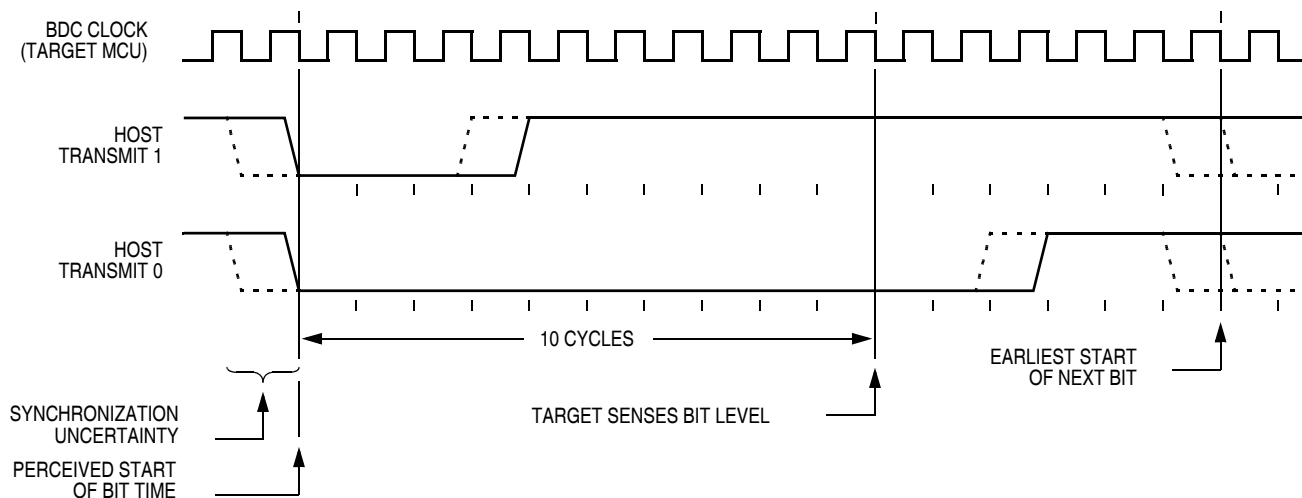 BDC CLOCK
(TARGET MCU)
HOST
TRANSMIT 1
HOST
TRANSMIT 0
10 CYCLES
EARLIEST START
OF NEXT BIT
SYNCHRONIZATION
UNCERTAINTY
TARGET SENSES BIT LEVEL
PERCEIVED START
OF BIT TIME